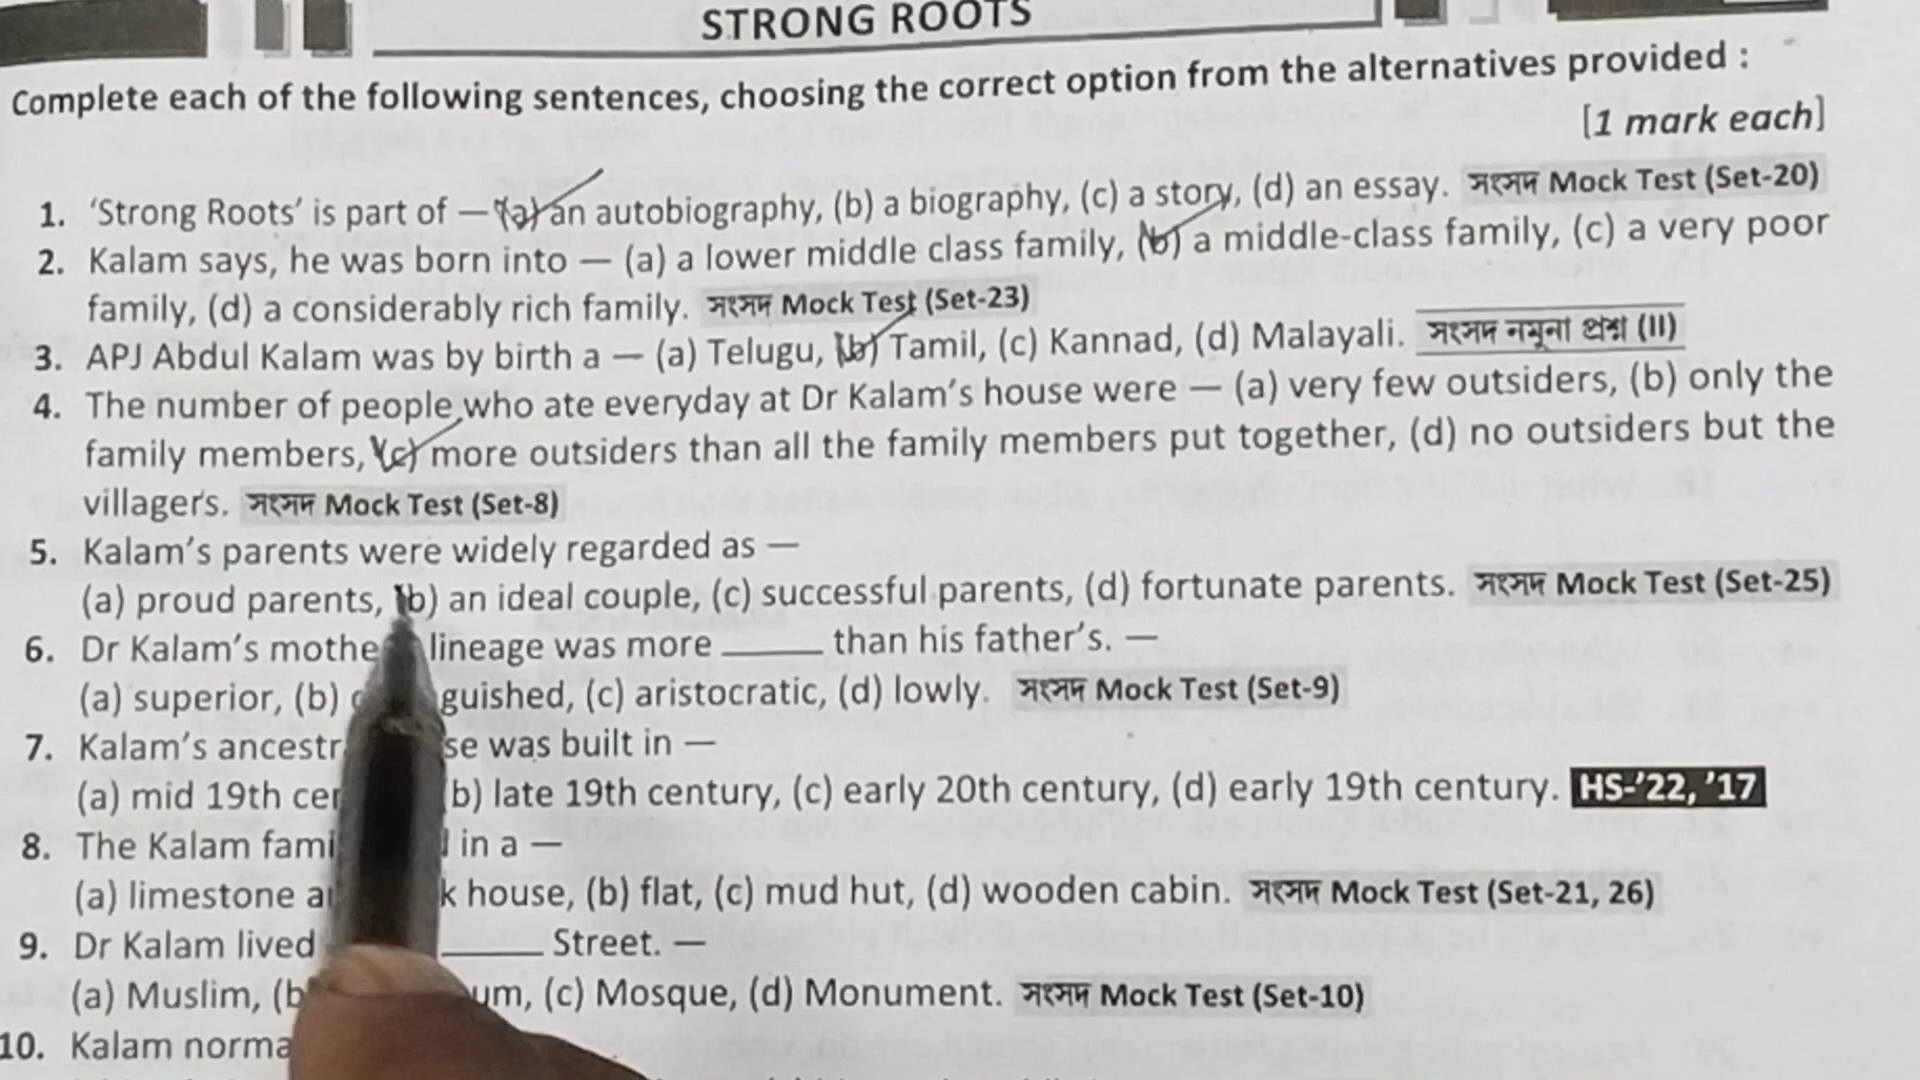 STRONG ROOTS
Complete each of the following sentences, choosing the correct option from the alternatives provided :
[1 mark each]
1. ‘Strong Roots’ is part of — (a) an autobiography, (b) a biography, (c) a story, (d) an essay. সংসদ Mock Test (Set-20)
2. Kalam says, he was born into — (a) a lower middle class family, (b) a middle-class family, (c) a very poor
family, (d) a considerably rich family. সংসদ Mock Test (Set-23)
3. APJ Abdul Kalam was by birth a — (a) Telugu, (b) Tamil, (c) Kannad, (d) Malayali. সংসদ নমুনা প্রশ্ন (II)
4. The number of people who ate everyday at Dr Kalam’s house were — (a) very few outsiders, (b) only the
family members, (c) more outsiders than all the family members put together, (d) no outsiders but the
villagers. সংসদ Mock Test (Set-8)
5. Kalam’s parents were widely regarded as —
(a) proud parents, (b) an ideal couple, (c) successful parents, (d) fortunate parents. সংসদ Mock Test (Set-25)
6. Dr Kalam’s lineage was more _____ than his father’s. —
(a) superior, (b) (c) aristocratic, (d) lowly. সংসদ Mock Test (Set-9)
7. Kalam’s was built in —
(a) mid 19th (b) late 19th century, (c) early 20th century, (d) early 19th century. HS-’22, ’17
8. The Kalam in a —
(a) limestone house, (b) flat, (c) mud hut, (d) wooden cabin. সংসদ Mock Test (Set-21, 26)
9. Dr Kalam lived _____ Street. —
(a) Muslim, (c) Mosque, (d) Monument. সংসদ Mock Test (Set-10)
10. Kalam